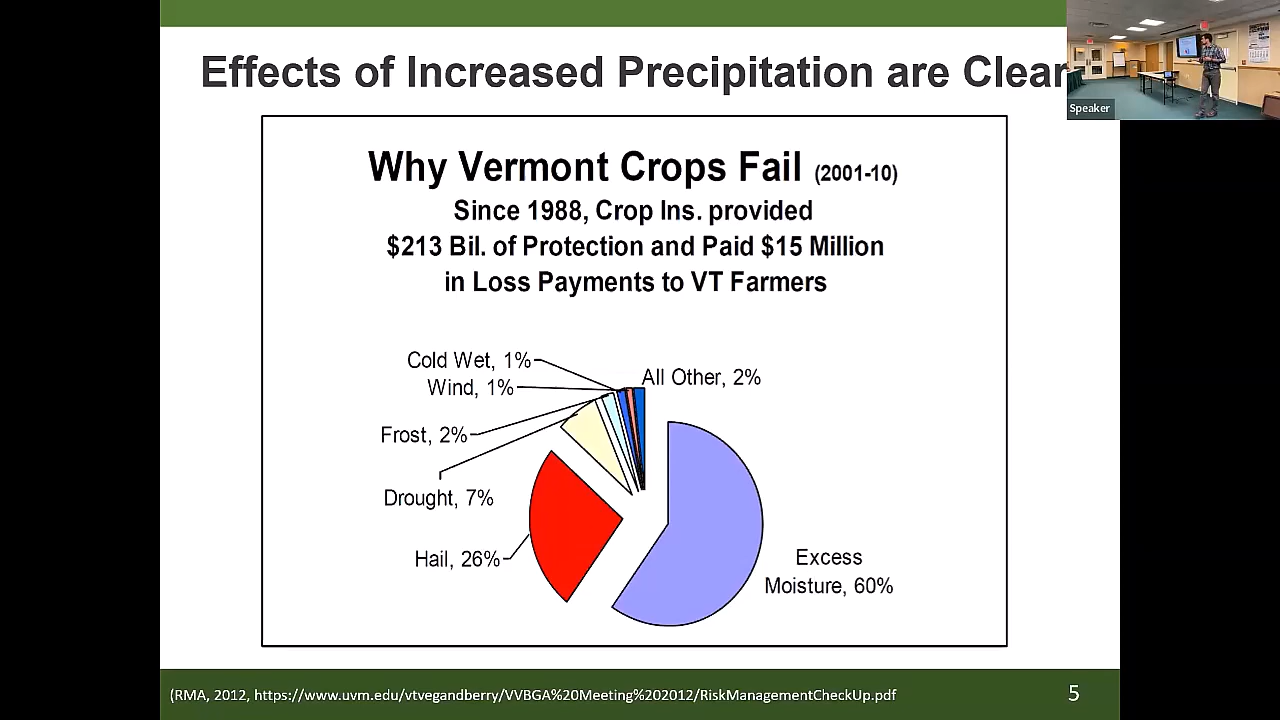 Effects of Increased Precipitation are Clear
Speaker
Why Vermont Crops Fail (2001-10)
Since 1988, Crop Ins. provided
$213 Bil. of Protection and Paid $15 Million
in Loss Payments to VT Farmers
Cold Wet, 1%
All Other, 2%
Wind, 1%
Frost, 2%
Drought, 7%
Hail, 26%
Excess
Moisture, 60%
(RMA, 2012, https://www.uvm.edu/vtvegandberry/VVBGA%20Meeting%202012/RiskManagementCheckUp.pdf
5